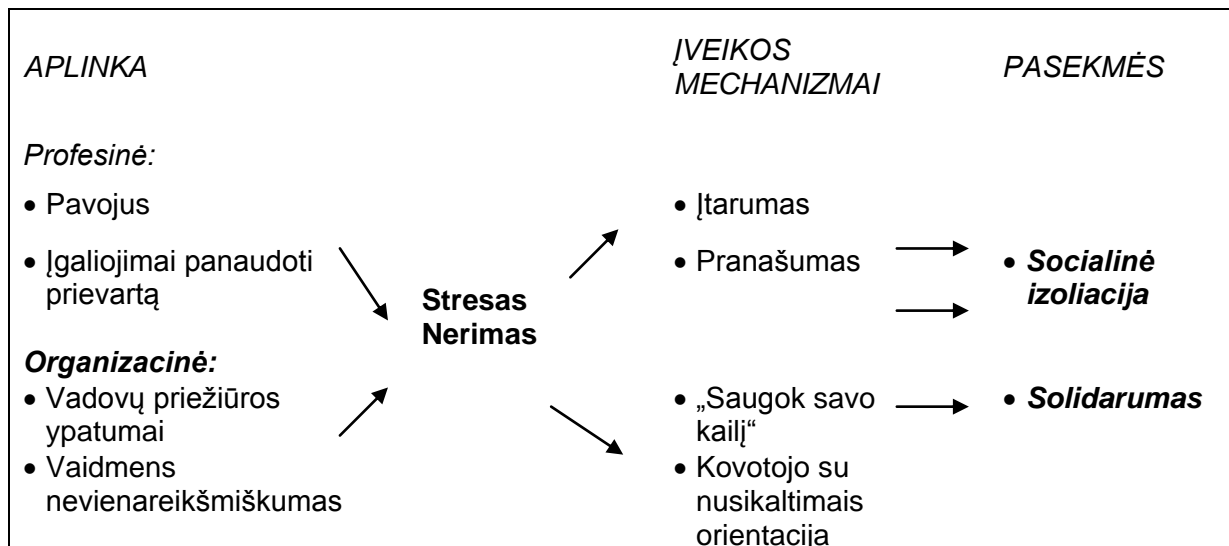 APLINKA
ĮVEIKOS
MECHANIZMAI
PASEKMĖS
Profesinė:
• Pavojus
• Įgaliojimai panaudoti
prievartą
Organizacinė:
• Vadovų priežiūros
ypatumai
• Vaidmens
nevienareikšmiškumas
Stresas
Nerimas
• Įtarumas
• Pranašumas
• „Saugok savo
kailį“
• Kovotojo su
nusikaltimais
orientacija
• Socialinė
izoliacija
• Solidarumas